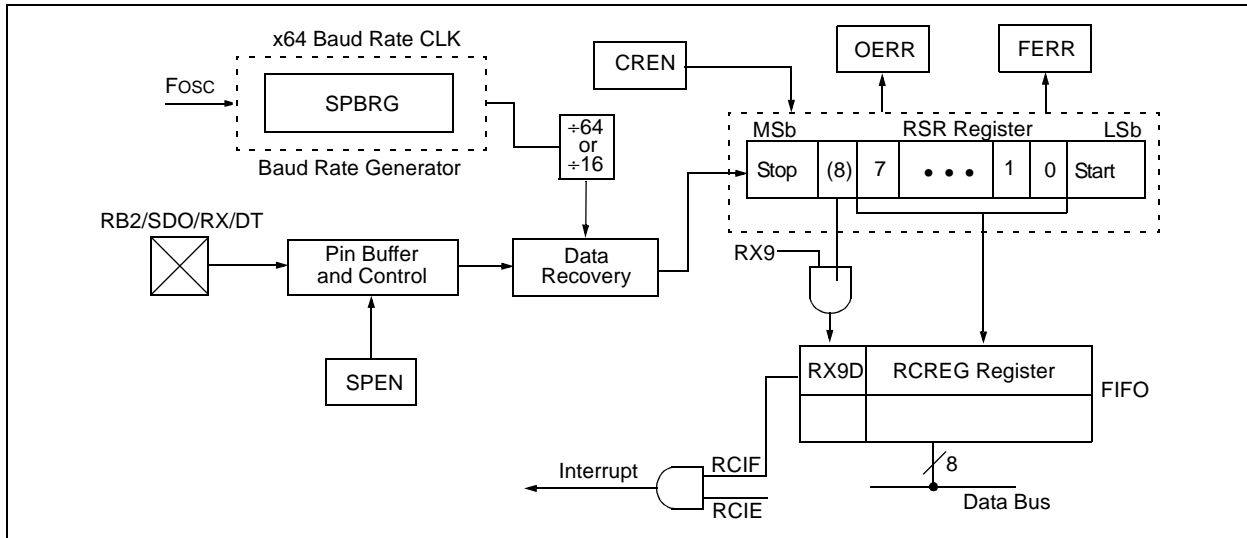 x64 Baud Rate CLK
FOSC
SPBRG
Baud Rate Generator
÷64
or
÷16
CREN
OERR
FERR
MSb
RSR Register
LSb
Stop
(8)
7
• • •
1
0
Start
RB2/SDO/RX/DT
Pin Buffer
and Control
Data
Recovery
RX9
SPEN
RX9D
RCREG Register
FIFO
Interrupt
RCIF
RCIE
8
Data Bus